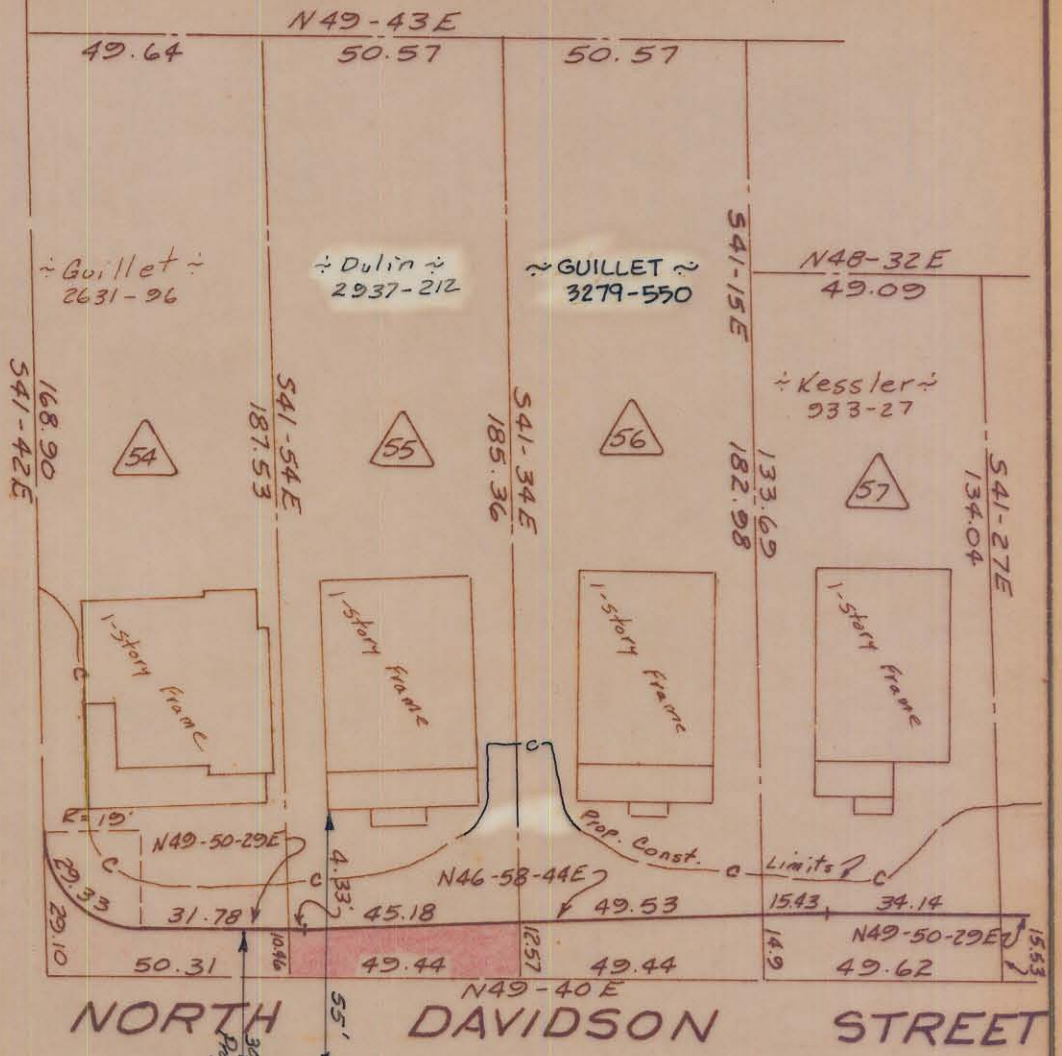 N49-43E
49.64 50.57 50.57
÷ Guillet ÷
2631-96
÷ Dulin ÷
2937-212
~ GUILLET ~
3279-550
S41-15E
N48-32E
49.09
÷ Kessler ÷
933-27
168.90
S41-42E
54
S41-54E
187.53
55
S41-34E
185.36
56
133.69
182.98
57
S41-27E
134.04
1-Story Frame
1-Story Frame
1-Story Frame
1-Story Frame
C
C
R=19'
N49-50-29E
4.33'
Prop. Const. C Limits C
C
C
N46-58-44E
29.33
31.78 45.18 49.53 15.43 34.14
29.10
10.46
12.57
14.9
N49-50-29E
15.53
50.31 49.44 49.44 49.62
N49-40E
55'
NORTH DAVIDSON STREET